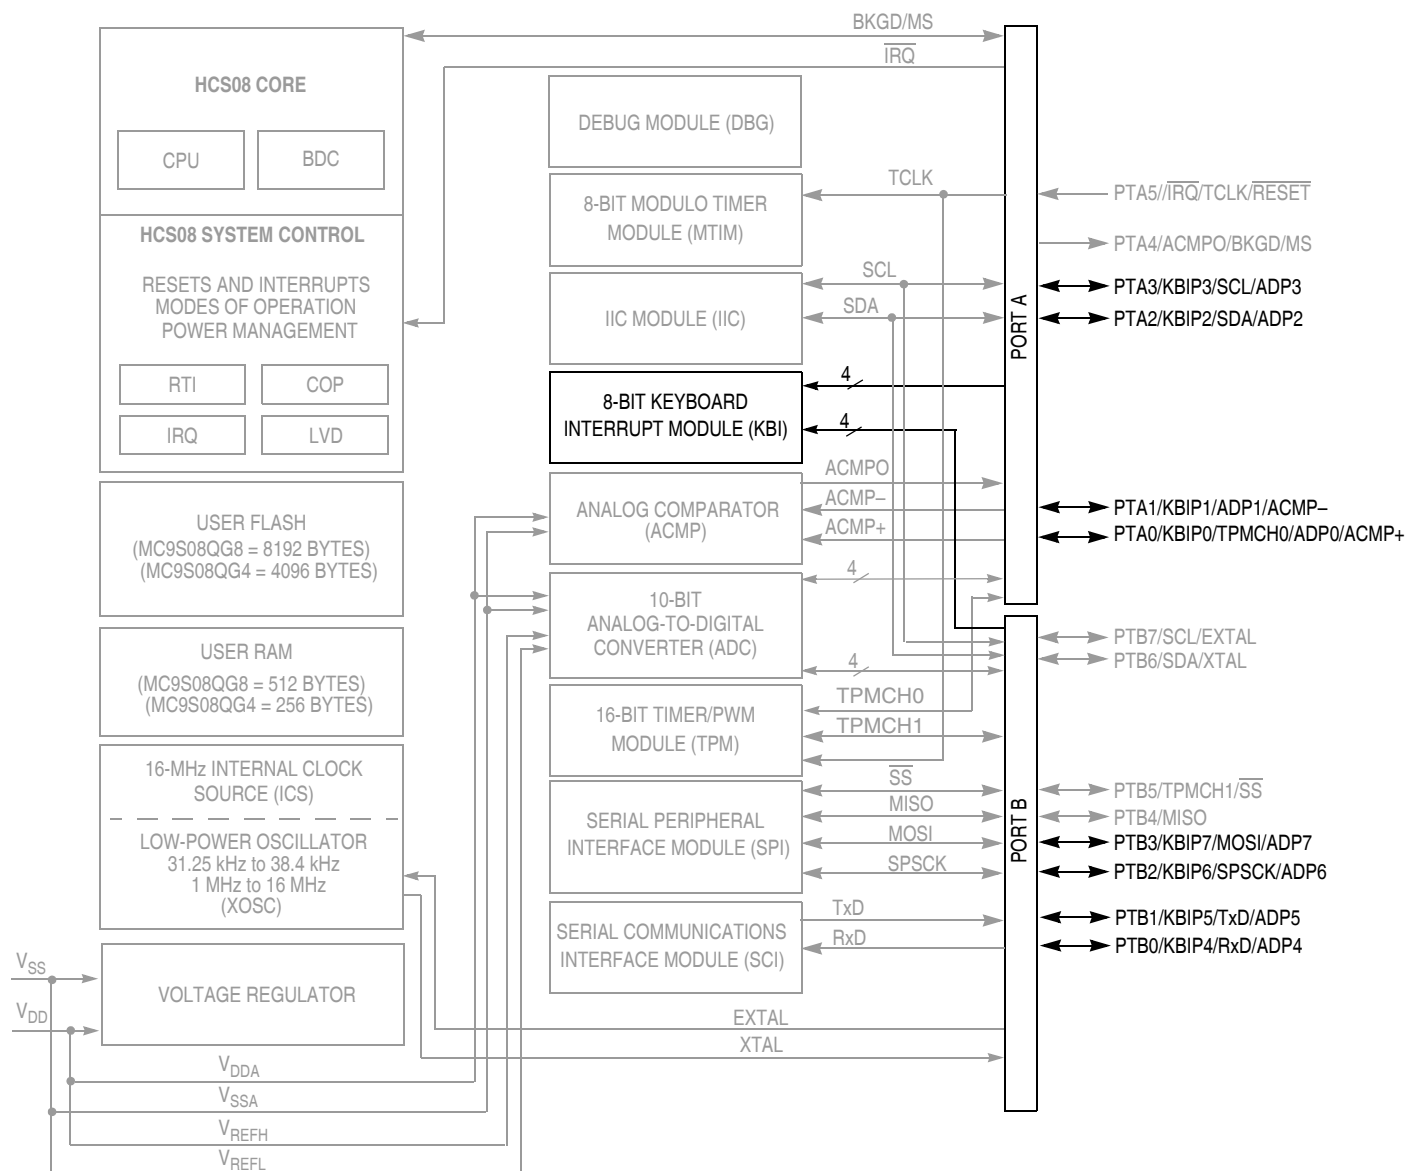 BKGD/MS
IRQ
HCS08 CORE
CPU
BDC
HCS08 SYSTEM CONTROL
RESETS AND INTERRUPTS
MODES OF OPERATION
POWER MANAGEMENT
RTI
COP
IRQ
LVD
USER FLASH
(MC9S08QG8 = 8192 BYTES)
(MC9S08QG4 = 4096 BYTES)
USER RAM
(MC9S08QG8 = 512 BYTES)
(MC9S08QG4 = 256 BYTES)
16-MHz INTERNAL CLOCK
SOURCE (ICS)
LOW-POWER OSCILLATOR
31.25 kHz to 38.4 kHz
1 MHz to 16 MHz
(XOSC)
VSS
VDD
VOLTAGE REGULATOR
VDDA
VSSA
VREFH
VREFL
DEBUG MODULE (DBG)
8-BIT MODULO TIMER
MODULE (MTIM)
TCLK
IIC MODULE (IIC)
SCL
SDA
8-BIT KEYBOARD
INTERRUPT MODULE (KBI)
4
4
ANALOG COMPARATOR
(ACMP)
ACMPO
ACMP–
ACMP+
10-BIT
ANALOG-TO-DIGITAL
CONVERTER (ADC)
4
4
16-BIT TIMER/PWM
MODULE (TPM)
TPMCH0
TPMCH1
SERIAL PERIPHERAL
INTERFACE MODULE (SPI)
SS
MISO
MOSI
SPSCK
SERIAL COMMUNICATIONS
INTERFACE MODULE (SCI)
TxD
RxD
EXTAL
XTAL
PORT A
PTA5//IRQ/TCLK/RESET
PTA4/ACMPO/BKGD/MS
PTA3/KBIP3/SCL/ADP3
PTA2/KBIP2/SDA/ADP2
PTA1/KBIP1/ADP1/ACMP–
PTA0/KBIP0/TPMCH0/ADP0/ACMP+
PORT B
PTB7/SCL/EXTAL
PTB6/SDA/XTAL
PTB5/TPMCH1/SS
PTB4/MISO
PTB3/KBIP7/MOSI/ADP7
PTB2/KBIP6/SPSCK/ADP6
PTB1/KBIP5/TxD/ADP5
PTB0/KBIP4/RxD/ADP4